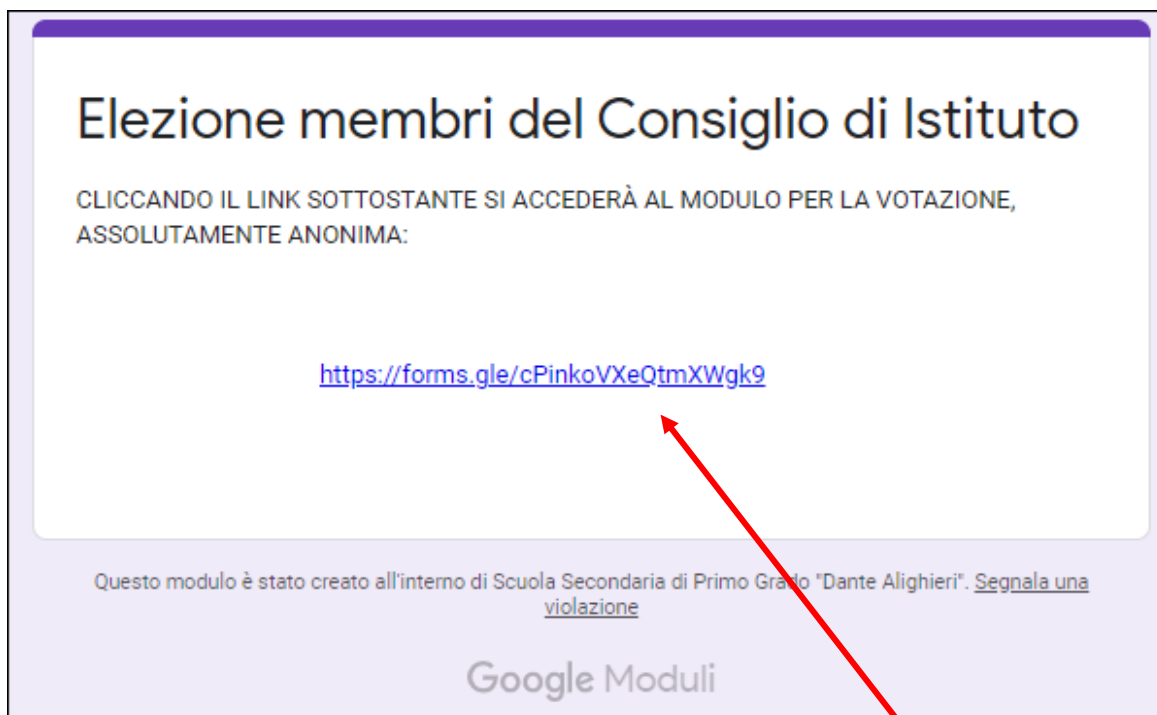 Elezione membri del Consiglio di Istituto
CLICCANDO IL LINK SOTTOSTANTE SI ACCEDERÀ AL MODULO PER LA VOTAZIONE,
ASSOLUTAMENTE ANONIMA:
https://forms.gle/cPinkoVXeQtmXWgk9
Questo modulo è stato creato all'interno di Scuola Secondaria di Primo Grado "Dante Alighieri". Segnala una
violazione
Google Moduli